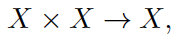 X × X → X,